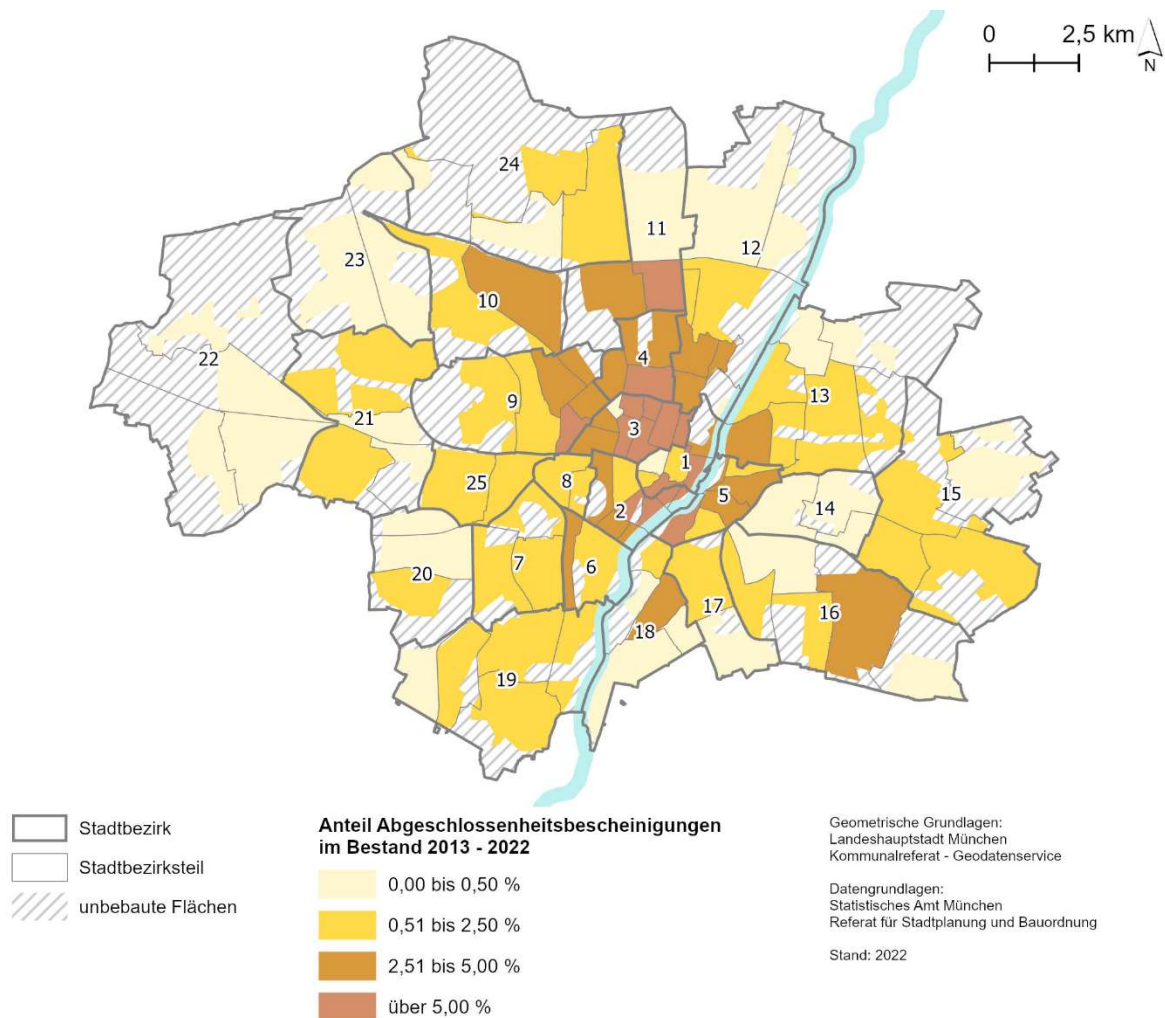 0 2,5 km
N
24
11
12
23
10
4
22
9
13
21
3
1
25
8
5
15
2
14
7
6
20
17
16
18
19
Stadtbezirk
Stadtbezirksteil
unbebaute Flächen
Anteil Abgeschlossenheitsbescheinigungen
im Bestand 2013 - 2022
0,00 bis 0,50 %
0,51 bis 2,50 %
2,51 bis 5,00 %
über 5,00 %
Geometrische Grundlagen:
Landeshauptstadt München
Kommunalreferat - Geodatenservice
Datengrundlagen:
Statistisches Amt München
Referat für Stadtplanung und Bauordnung
Stand: 2022